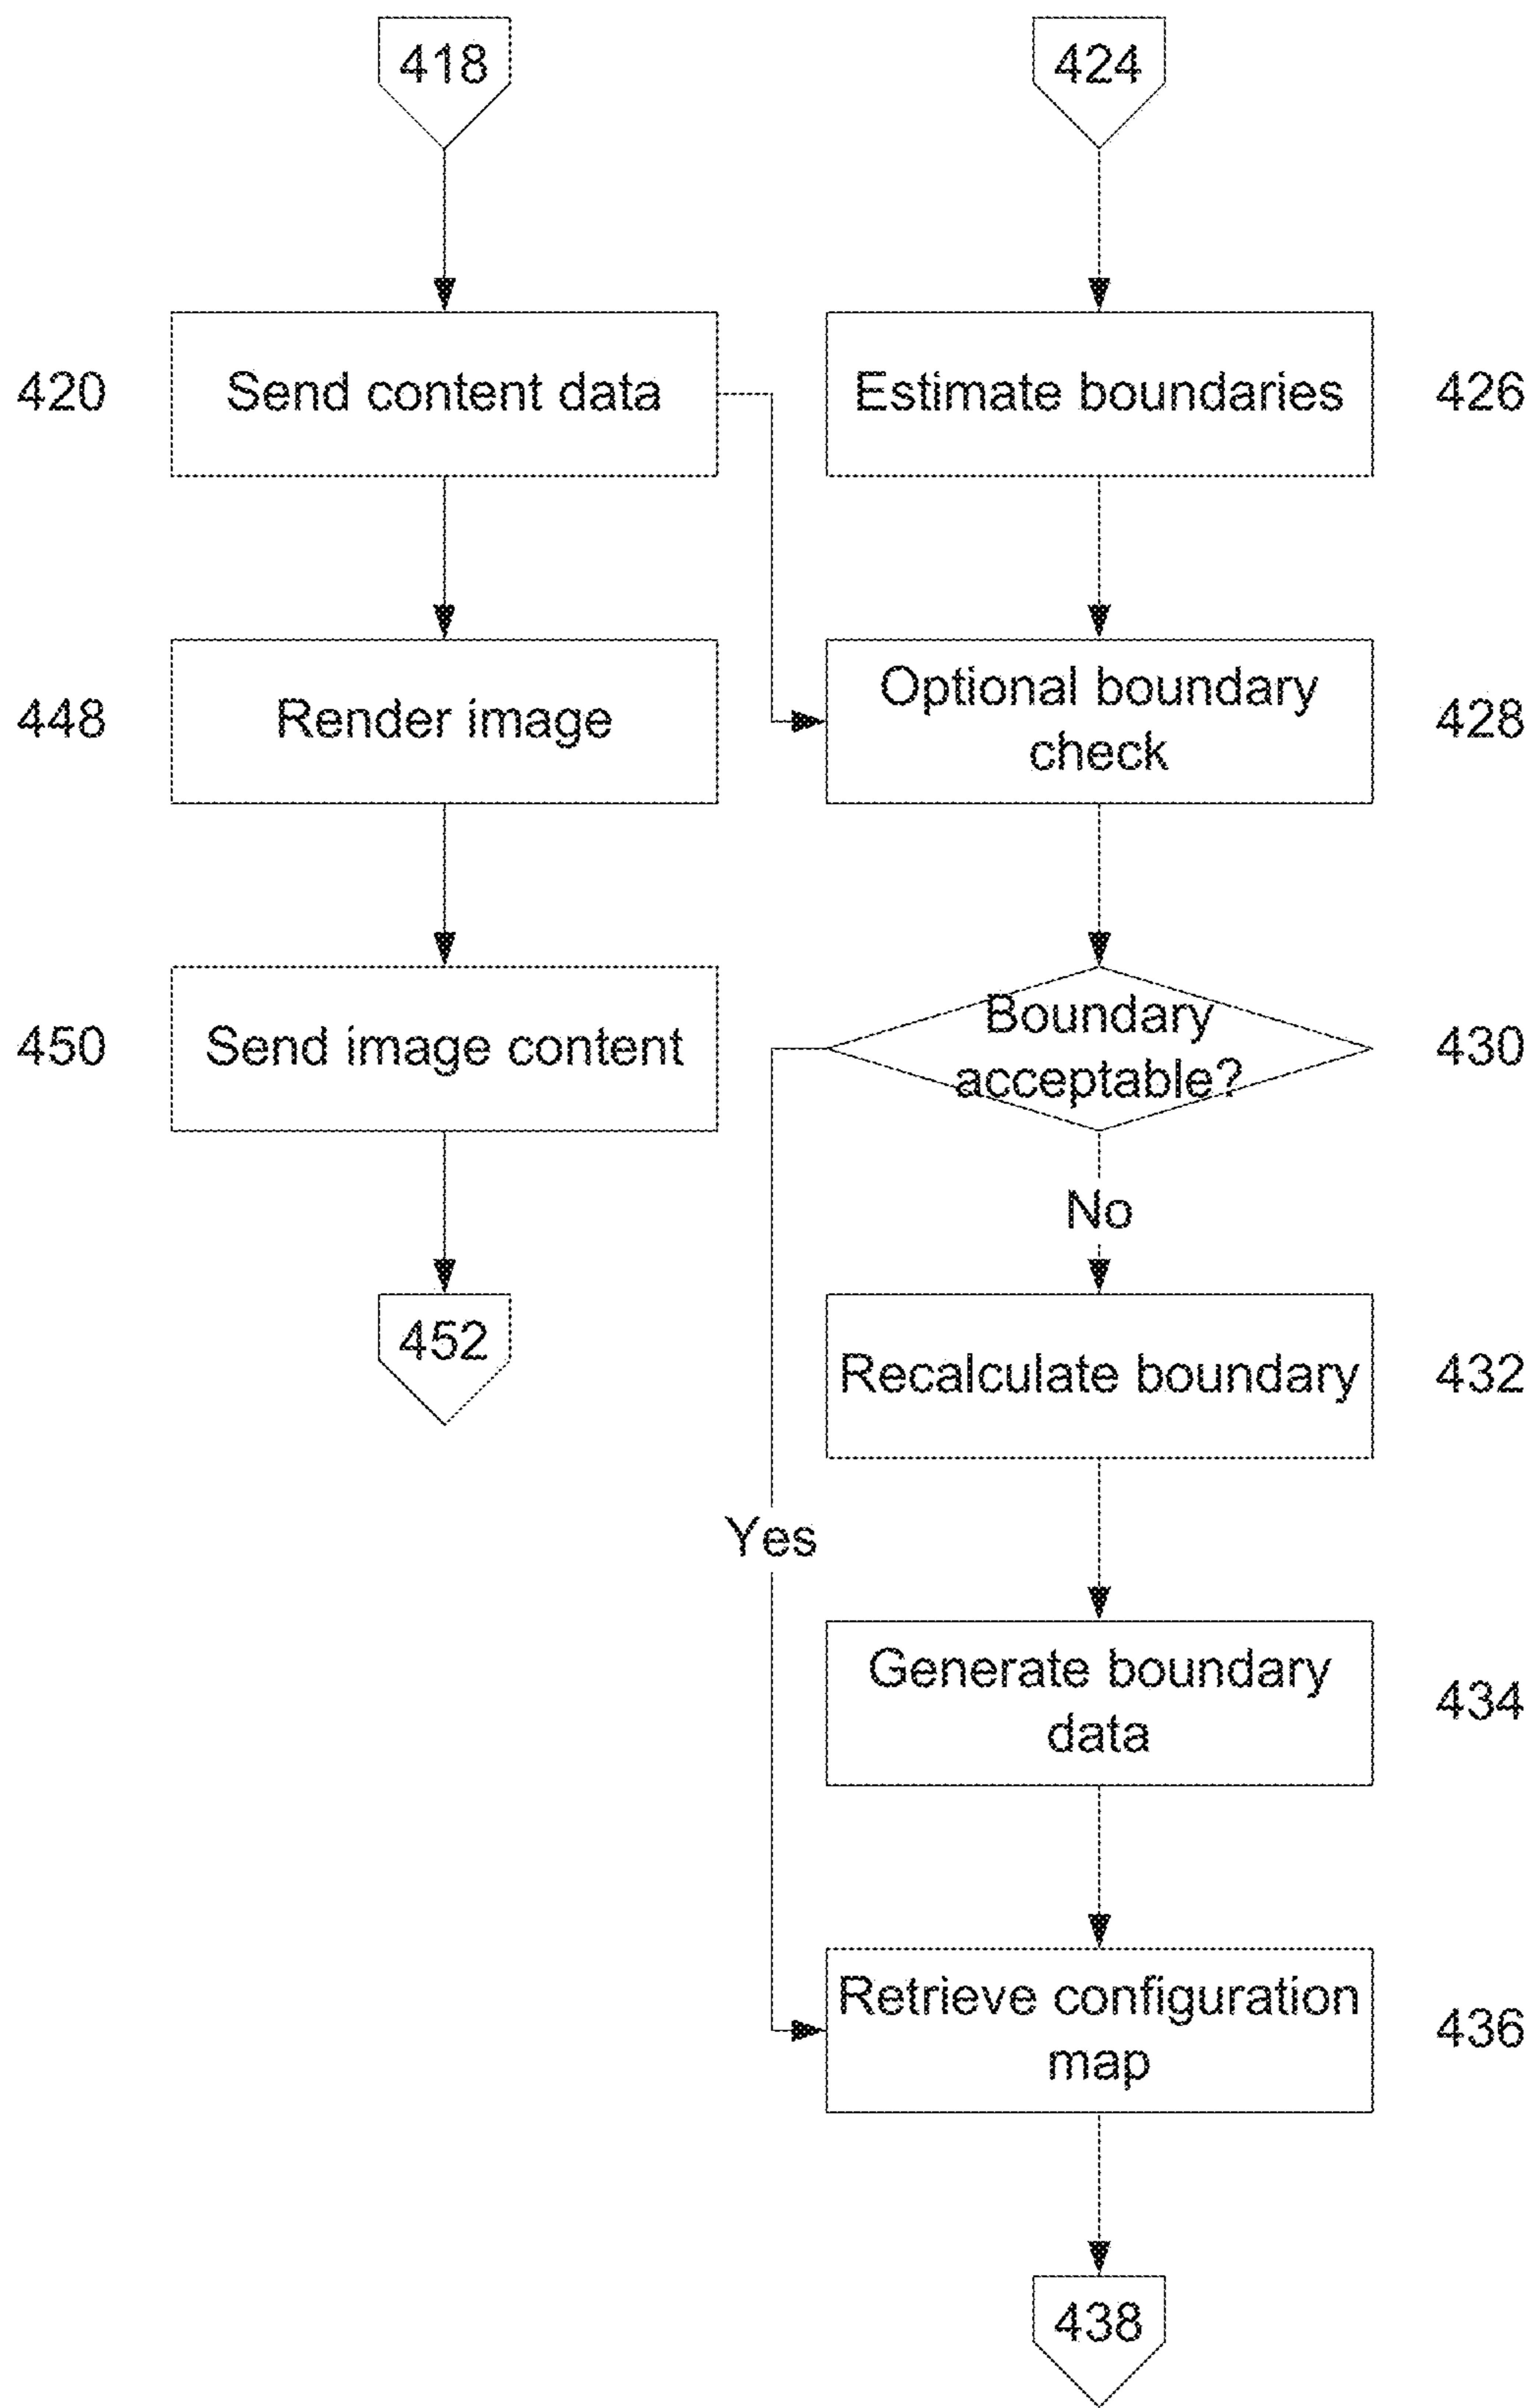 418
424
420
Send content data
Estimate boundaries
426
448
Render image
Optional boundary
check
428
450
Send image content
Boundary
acceptable?
430
No
452
Recalculate boundary
432
Yes
Generate boundary
data
434
Retrieve configuration
map
436
438